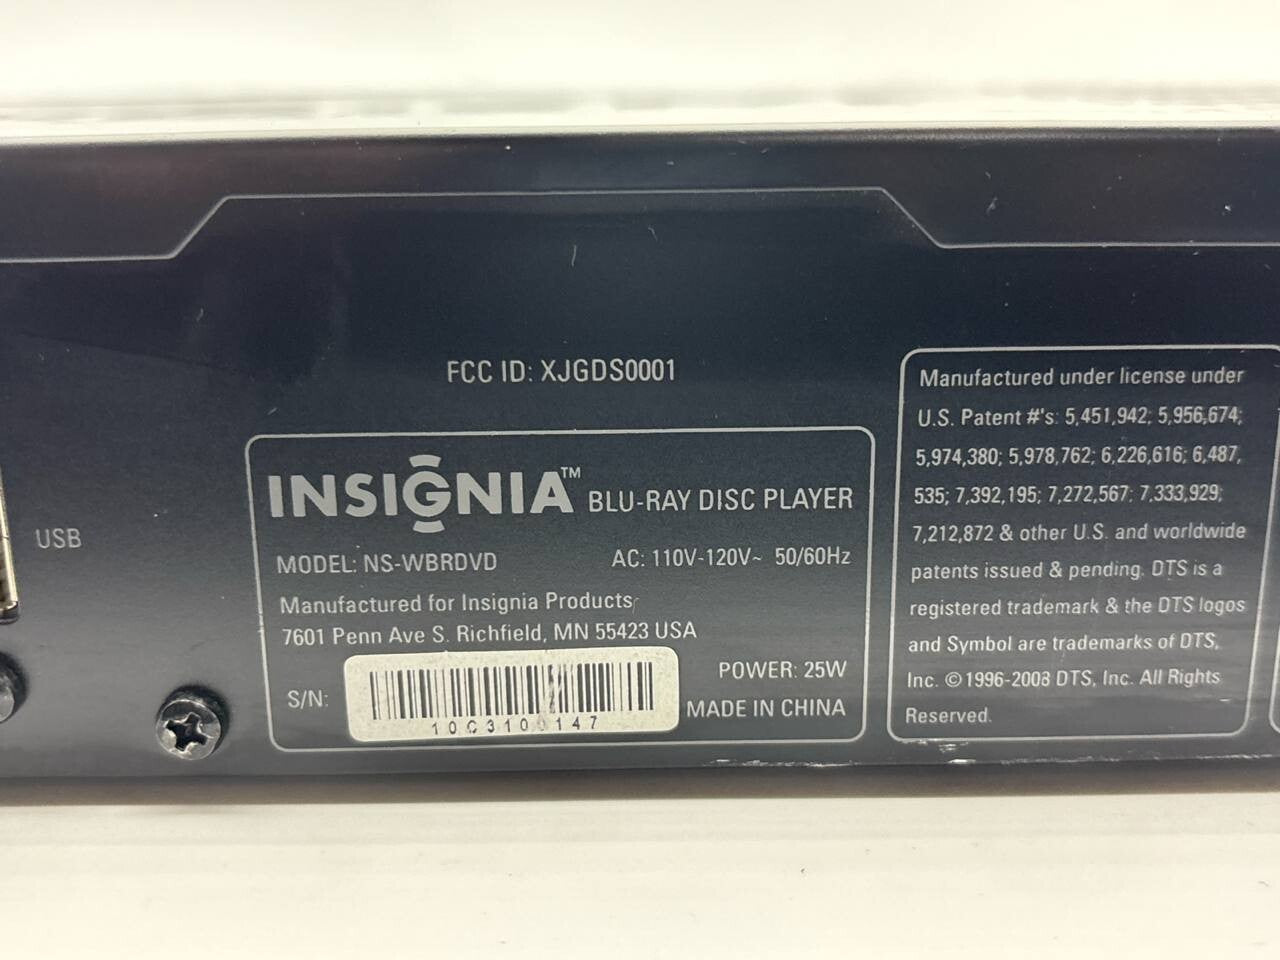 FCC ID: XJGDS0001
USB
INSIGNIA™ BLU-RAY DISC PLAYER
MODEL: NS-WBRDVD AC: 110V-120V~ 50/60Hz
Manufactured for Insignia Products
7601 Penn Ave S. Richfield, MN 55423 USA
S/N:
POWER: 25W
MADE IN CHINA
Manufactured under license under
U.S. Patent #'s: 5,451,942; 5,956,674;
5,974,380; 5,978,762; 6,226,616; 6,487,
535; 7,392,195; 7,272,567; 7,333,929;
7,212,872 & other U.S. and worldwide
patents issued & pending. DTS is a
registered trademark & the DTS logos
and Symbol are trademarks of DTS,
Inc. ©1996-2008 DTS, Inc. All Rights
Reserved.